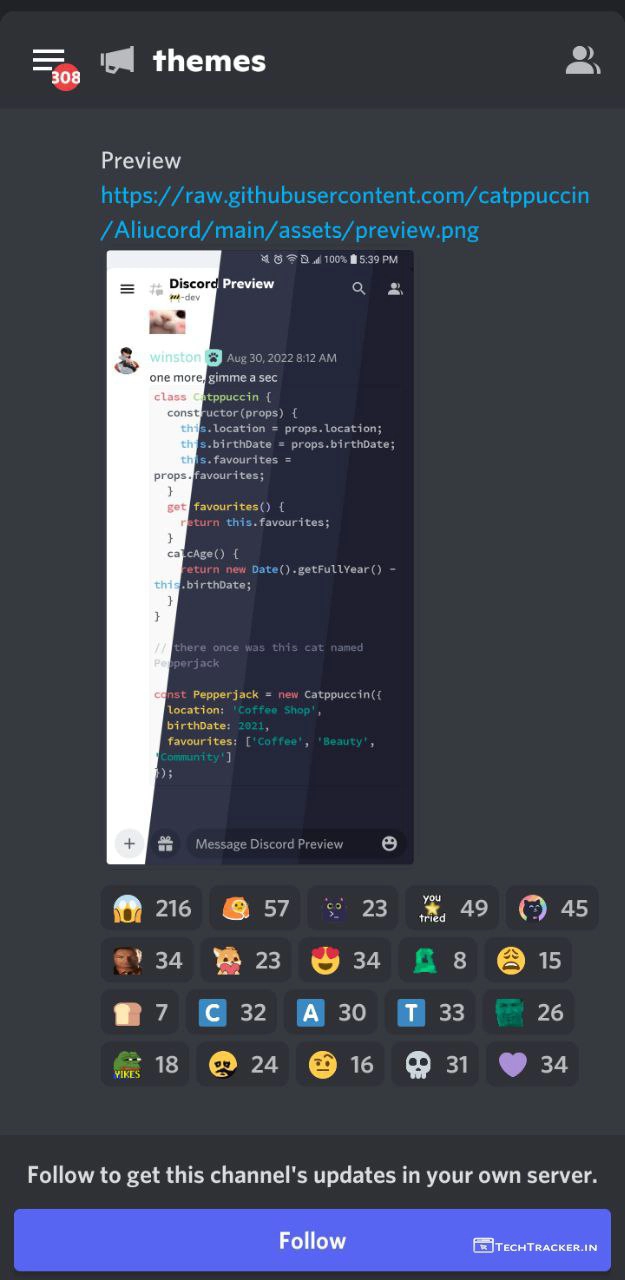 308
themes
Preview
https://raw.githubusercontent.com/catppuccin
/Aliucord/main/assets/preview.png
100% 5:39 PM
Discord Preview
-dev
winston Aug 30, 2022 8:12 AM
one more, gimme a sec
class Catppuccin {
constructor(props) {
this.location = props.location;
this.birthDate = props.birthDate;
this.favourites =
props.favourites;
}
get favourites() {
return this.favourites;
}
calcAge() {
return new Date().getFullYear() -
this.birthDate;
}
}
// there once was this cat named
Pepperjack
const Pepperjack = new Catppuccin({
location: 'Coffee Shop',
birthDate: 2021,
favourites: ['Coffee', 'Beauty',
'Community']
});
Message Discord Preview
216 57 23 you tried 49 45
34 23 34 8 15
7 C 32 A 30 T 33 26
YIKES 18 24 16 31 34
Follow to get this channel's updates in your own server.
Follow
TECHTRACKER.IN